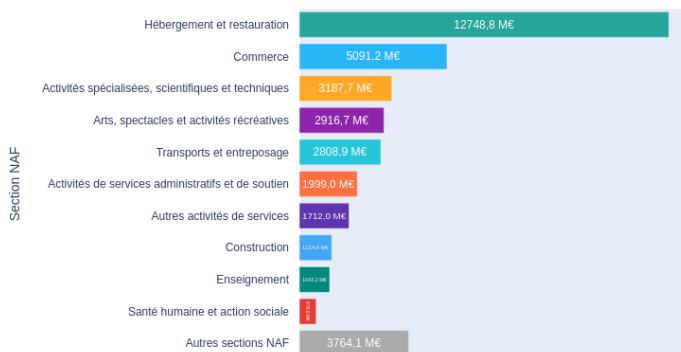 Section NAF
Hébergement et restauration 12748,8 M€
Commerce 5091,2 M€
Activités spécialisées, scientifiques et techniques 3187,7 M€
Arts, spectacles et activités récréatives 2916,7 M€
Transports et entreposage 2808,9 M€
Activités de services administratifs et de soutien 1999,0 M€
Autres activités de services 1712,0 M€
Construction M€
Enseignement 1043,2 M€
Santé humaine et action sociale
Autres sections NAF 3764,1 M€